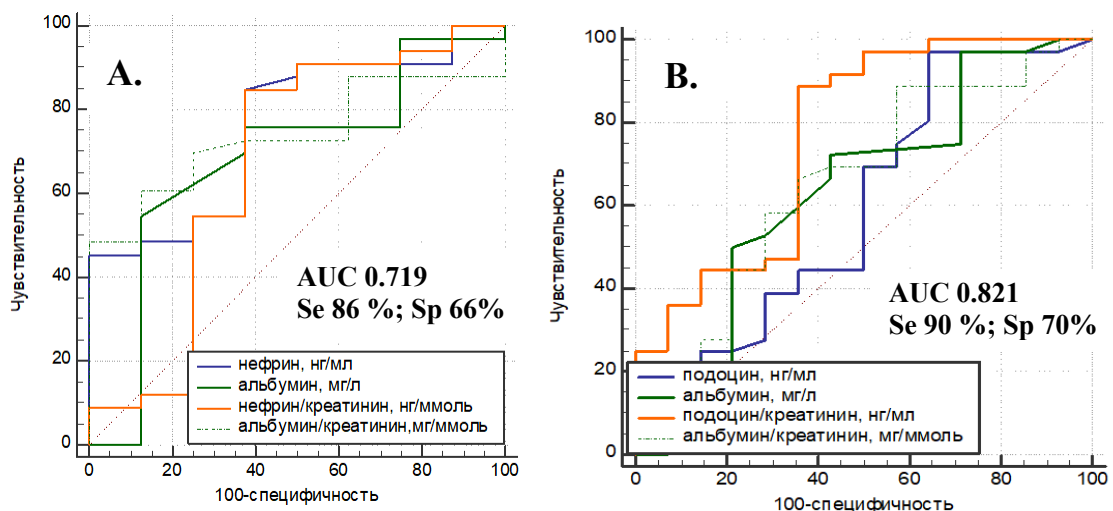 A.
100
80
60
40
20
0
Чувствительность
AUC 0.719
Se 86 %; Sp 66%
нефрин, нг/мл
альбумин, мг/л
нефрин/креатинин, нг/ммоль
альбумин/креатинин,мг/ммоль
0 20 40 60 80 100
100-специфичность
B.
100
80
60
40
20
0
Чувствительность
AUC 0.821
Se 90 %; Sp 70%
подоцин, нг/мл
альбумин, мг/л
подоцин/креатинин, нг/мл
альбумин/креатинин, мг/ммоль
0 20 40 60 80 100
100-специфичность